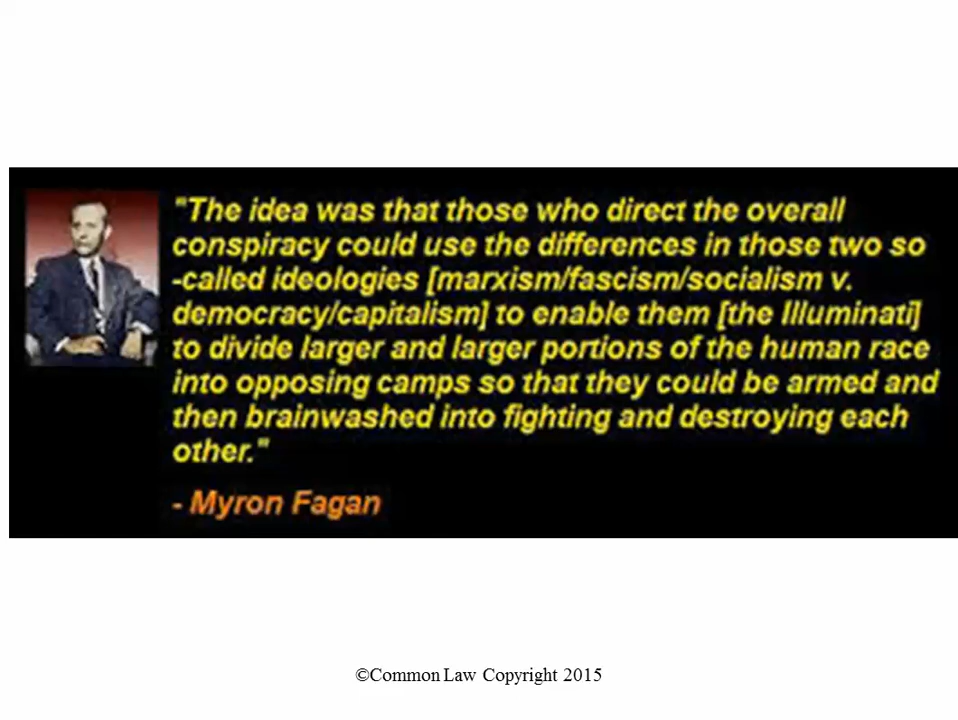 "The idea was that those who direct the overall
conspiracy could use the differences in those two so
-called ideologies [marxism/fascism/socialism v.
democracy/capitalism] to enable them [the Illuminati]
to divide larger and larger portions of the human race
into opposing camps so that they could be armed and
then brainwashed into fighting and destroying each
other."
- Myron Fagan
©Common Law Copyright 2015